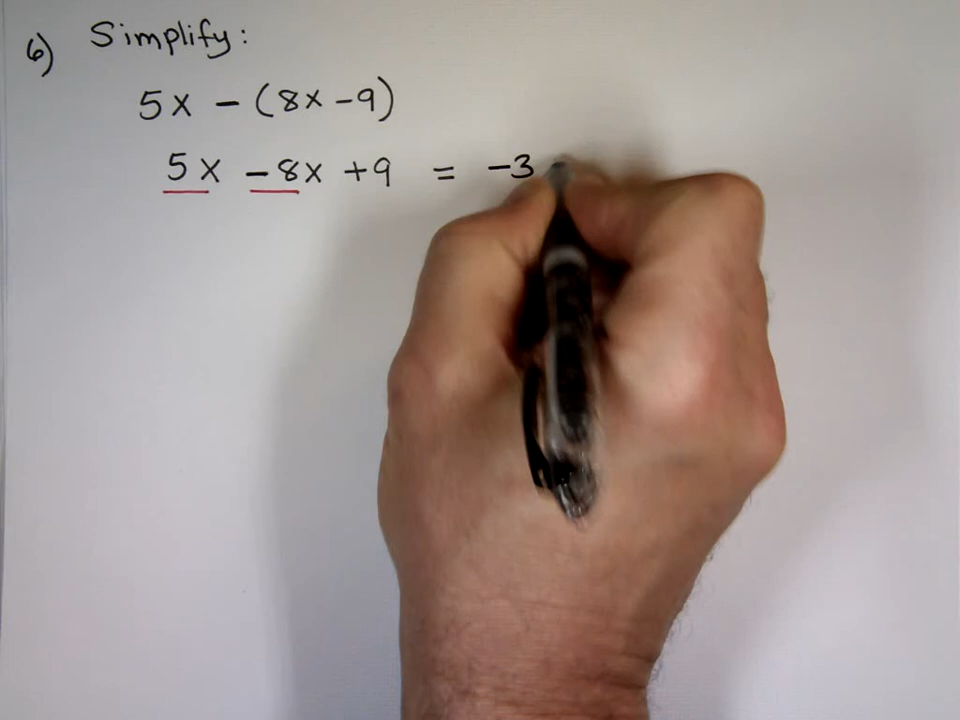 6) Simplify:
5x - (8x - 9)
5x - 8x + 9 = -3